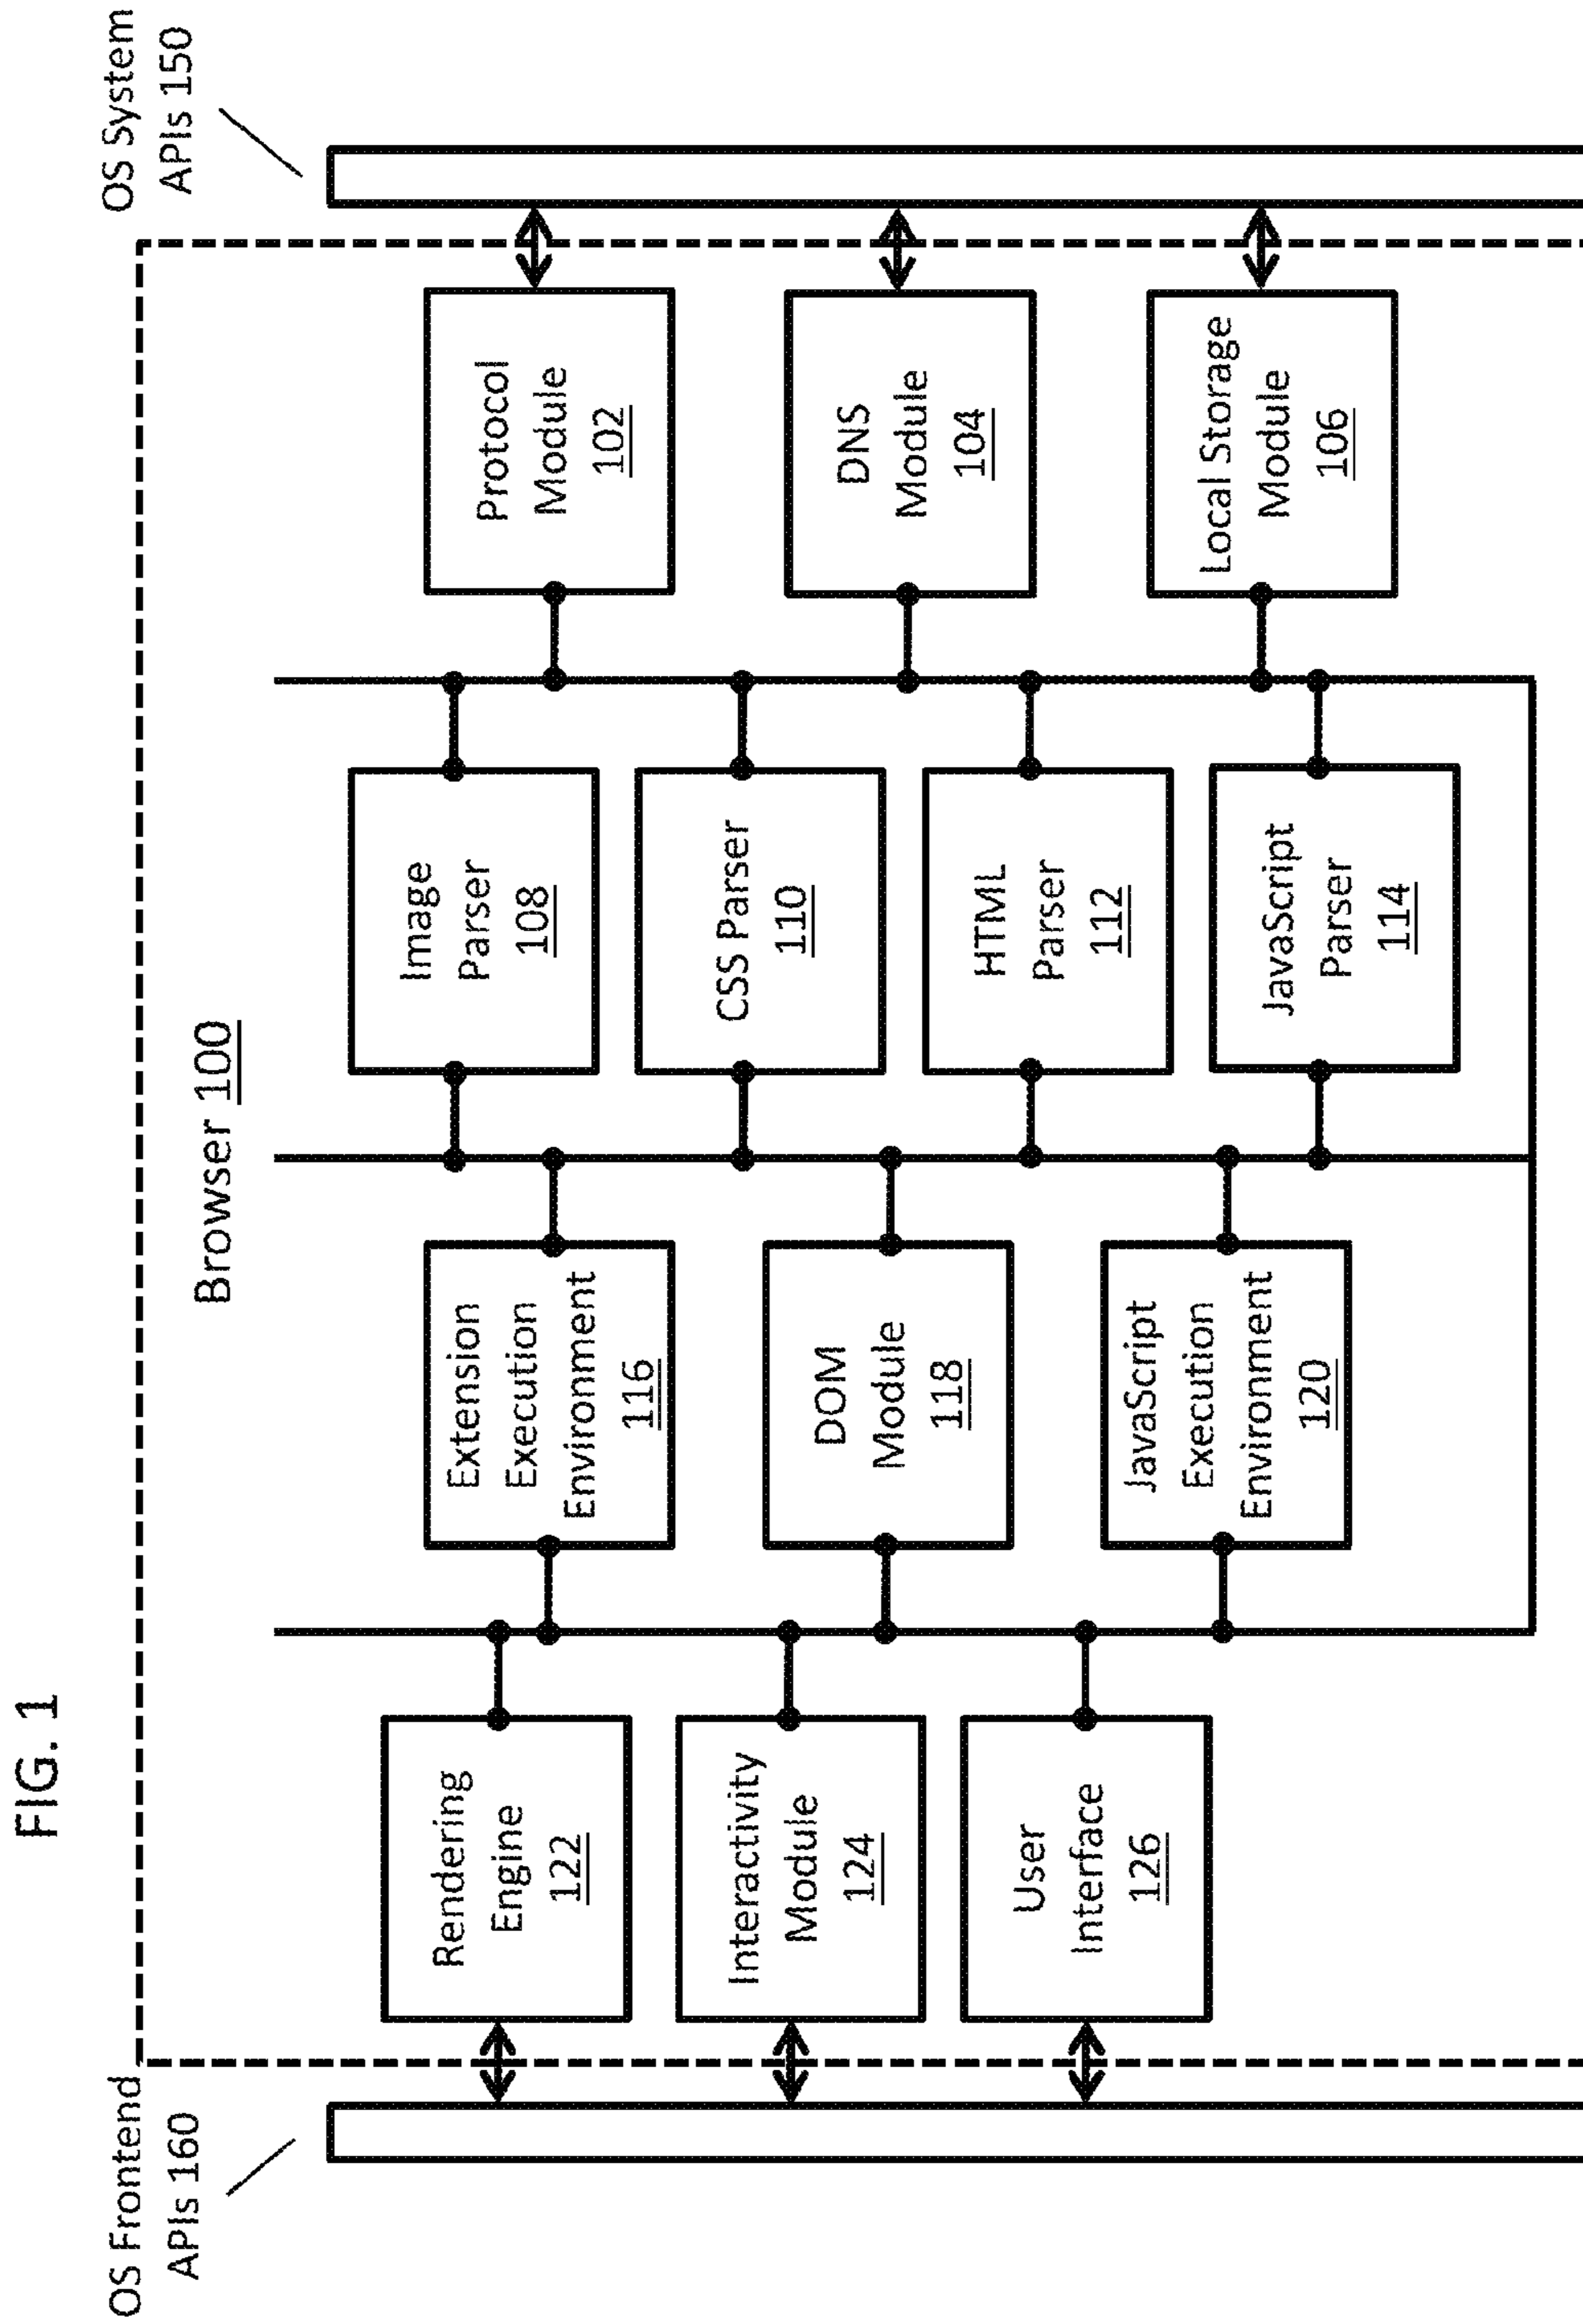 FIG. 1
OS Frontend
APIs 160
Browser 100
OS System
APIs 150
Rendering
Engine
122
Interactivity
Module
124
User
Interface
126
Extension
Execution
Environment
116
DOM
Module
118
JavaScript
Execution
Environment
120
Image
Parser
108
CSS Parser
110
HTML
Parser
112
JavaScript
Parser
114
Protocol
Module
102
DNS
Module
104
Local Storage
Module
106